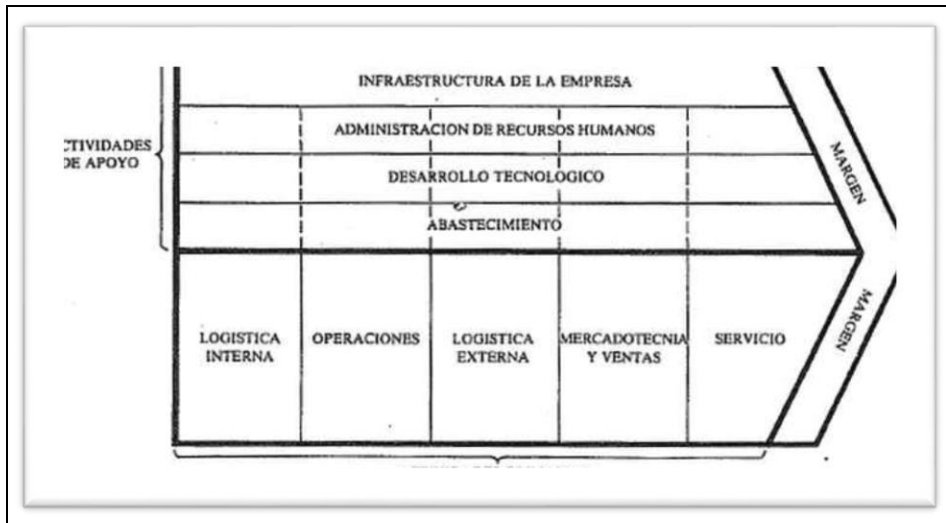 INFRAESTRUCTURA DE LA EMPRESA
ADMINISTRACION DE RECURSOS HUMANOS
CTIVIDADES
DE APOYO
DESARROLLO TECNOLOGICO
ABASTECIMIENTO
MARGEN
LOGISTICA
INTERNA
OPERACIONES
LOGISTICA
EXTERNA
MERCADOTECNIA
Y VENTAS
SERVICIO
MARGEN